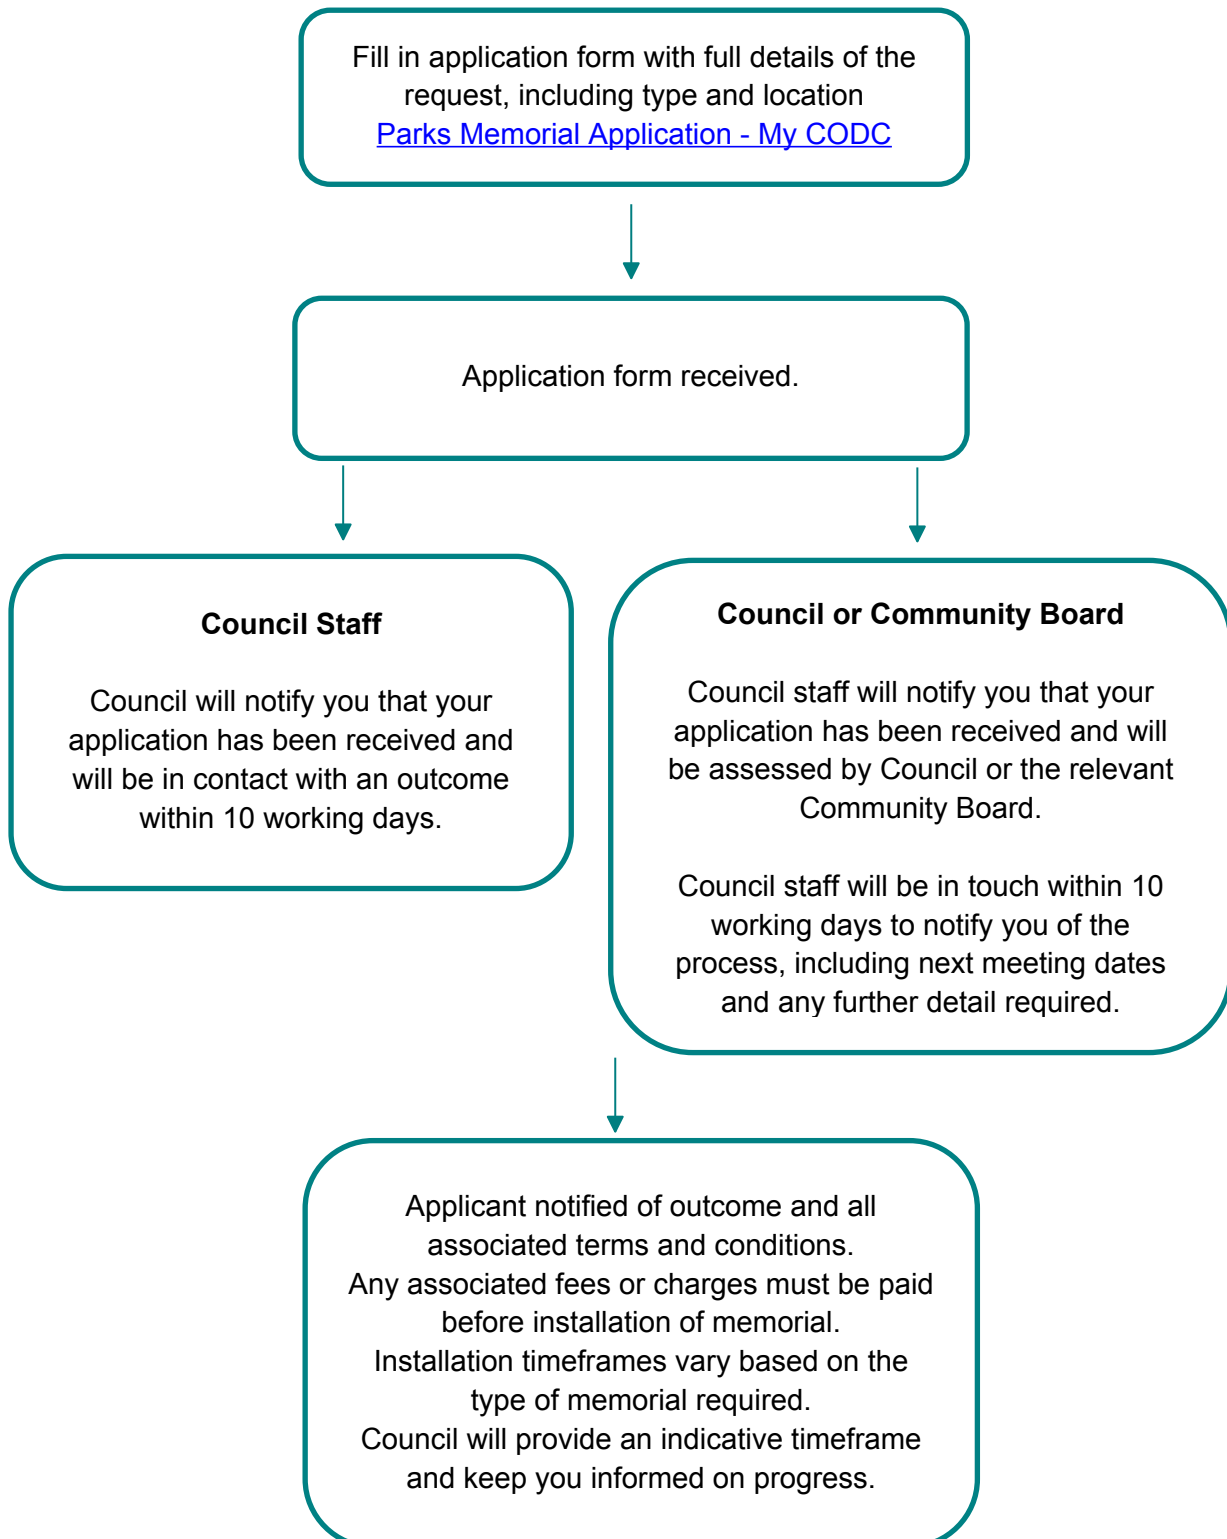 Fill in application form with full details of the
request, including type and location
Parks Memorial Application - My CODC
Application form received.
Council Staff
Council will notify you that your
application has been received and
will be in contact with an outcome
within 10 working days.
Council or Community Board
Council staff will notify you that your
application has been received and will
be assessed by Council or the relevant
Community Board.
Council staff will be in touch within 10
working days to notify you of the
process, including next meeting dates
and any further detail required.
Applicant notified of outcome and all
associated terms and conditions.
Any associated fees or charges must be paid
before installation of memorial.
Installation timeframes vary based on the
type of memorial required.
Council will provide an indicative timeframe
and keep you informed on progress.